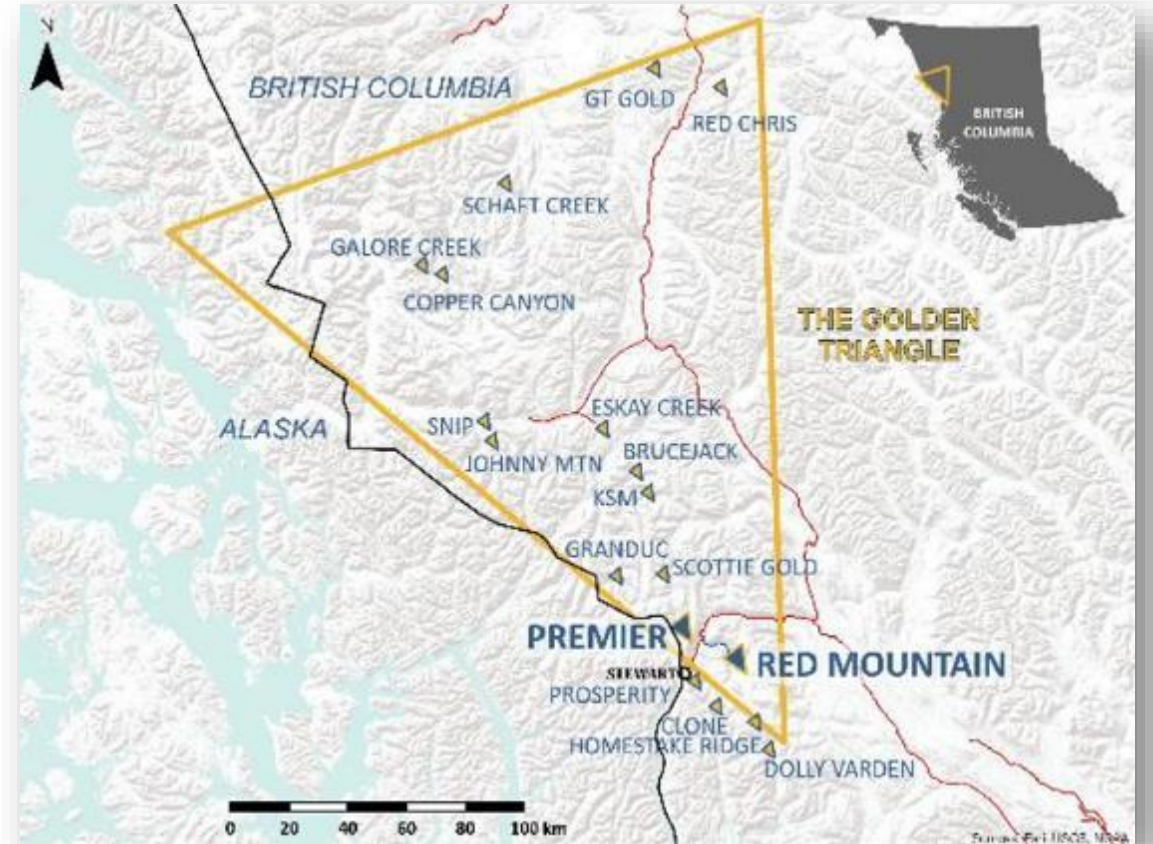 Z
BRITISH COLUMBIA
GT GOLD
RED CHRIS
BRITISH
COLUMBIA
SCHAFT CREEK
GALORE CREEK
COPPER CANYON
THE GOLDEN
TRIANGLE
ALASKA
SNIP
ESKAY CREEK
JOHNNY MTN
BRUCEJACK
KSM
GRANDUC
SCOTTIE GOLD
PREMIER
RED MOUNTAIN
STEWART
PROSPERITY
CLONE
HOMESTAKE RIDGE
DOLLY VARDEN
0 20 40 60 80 100 km